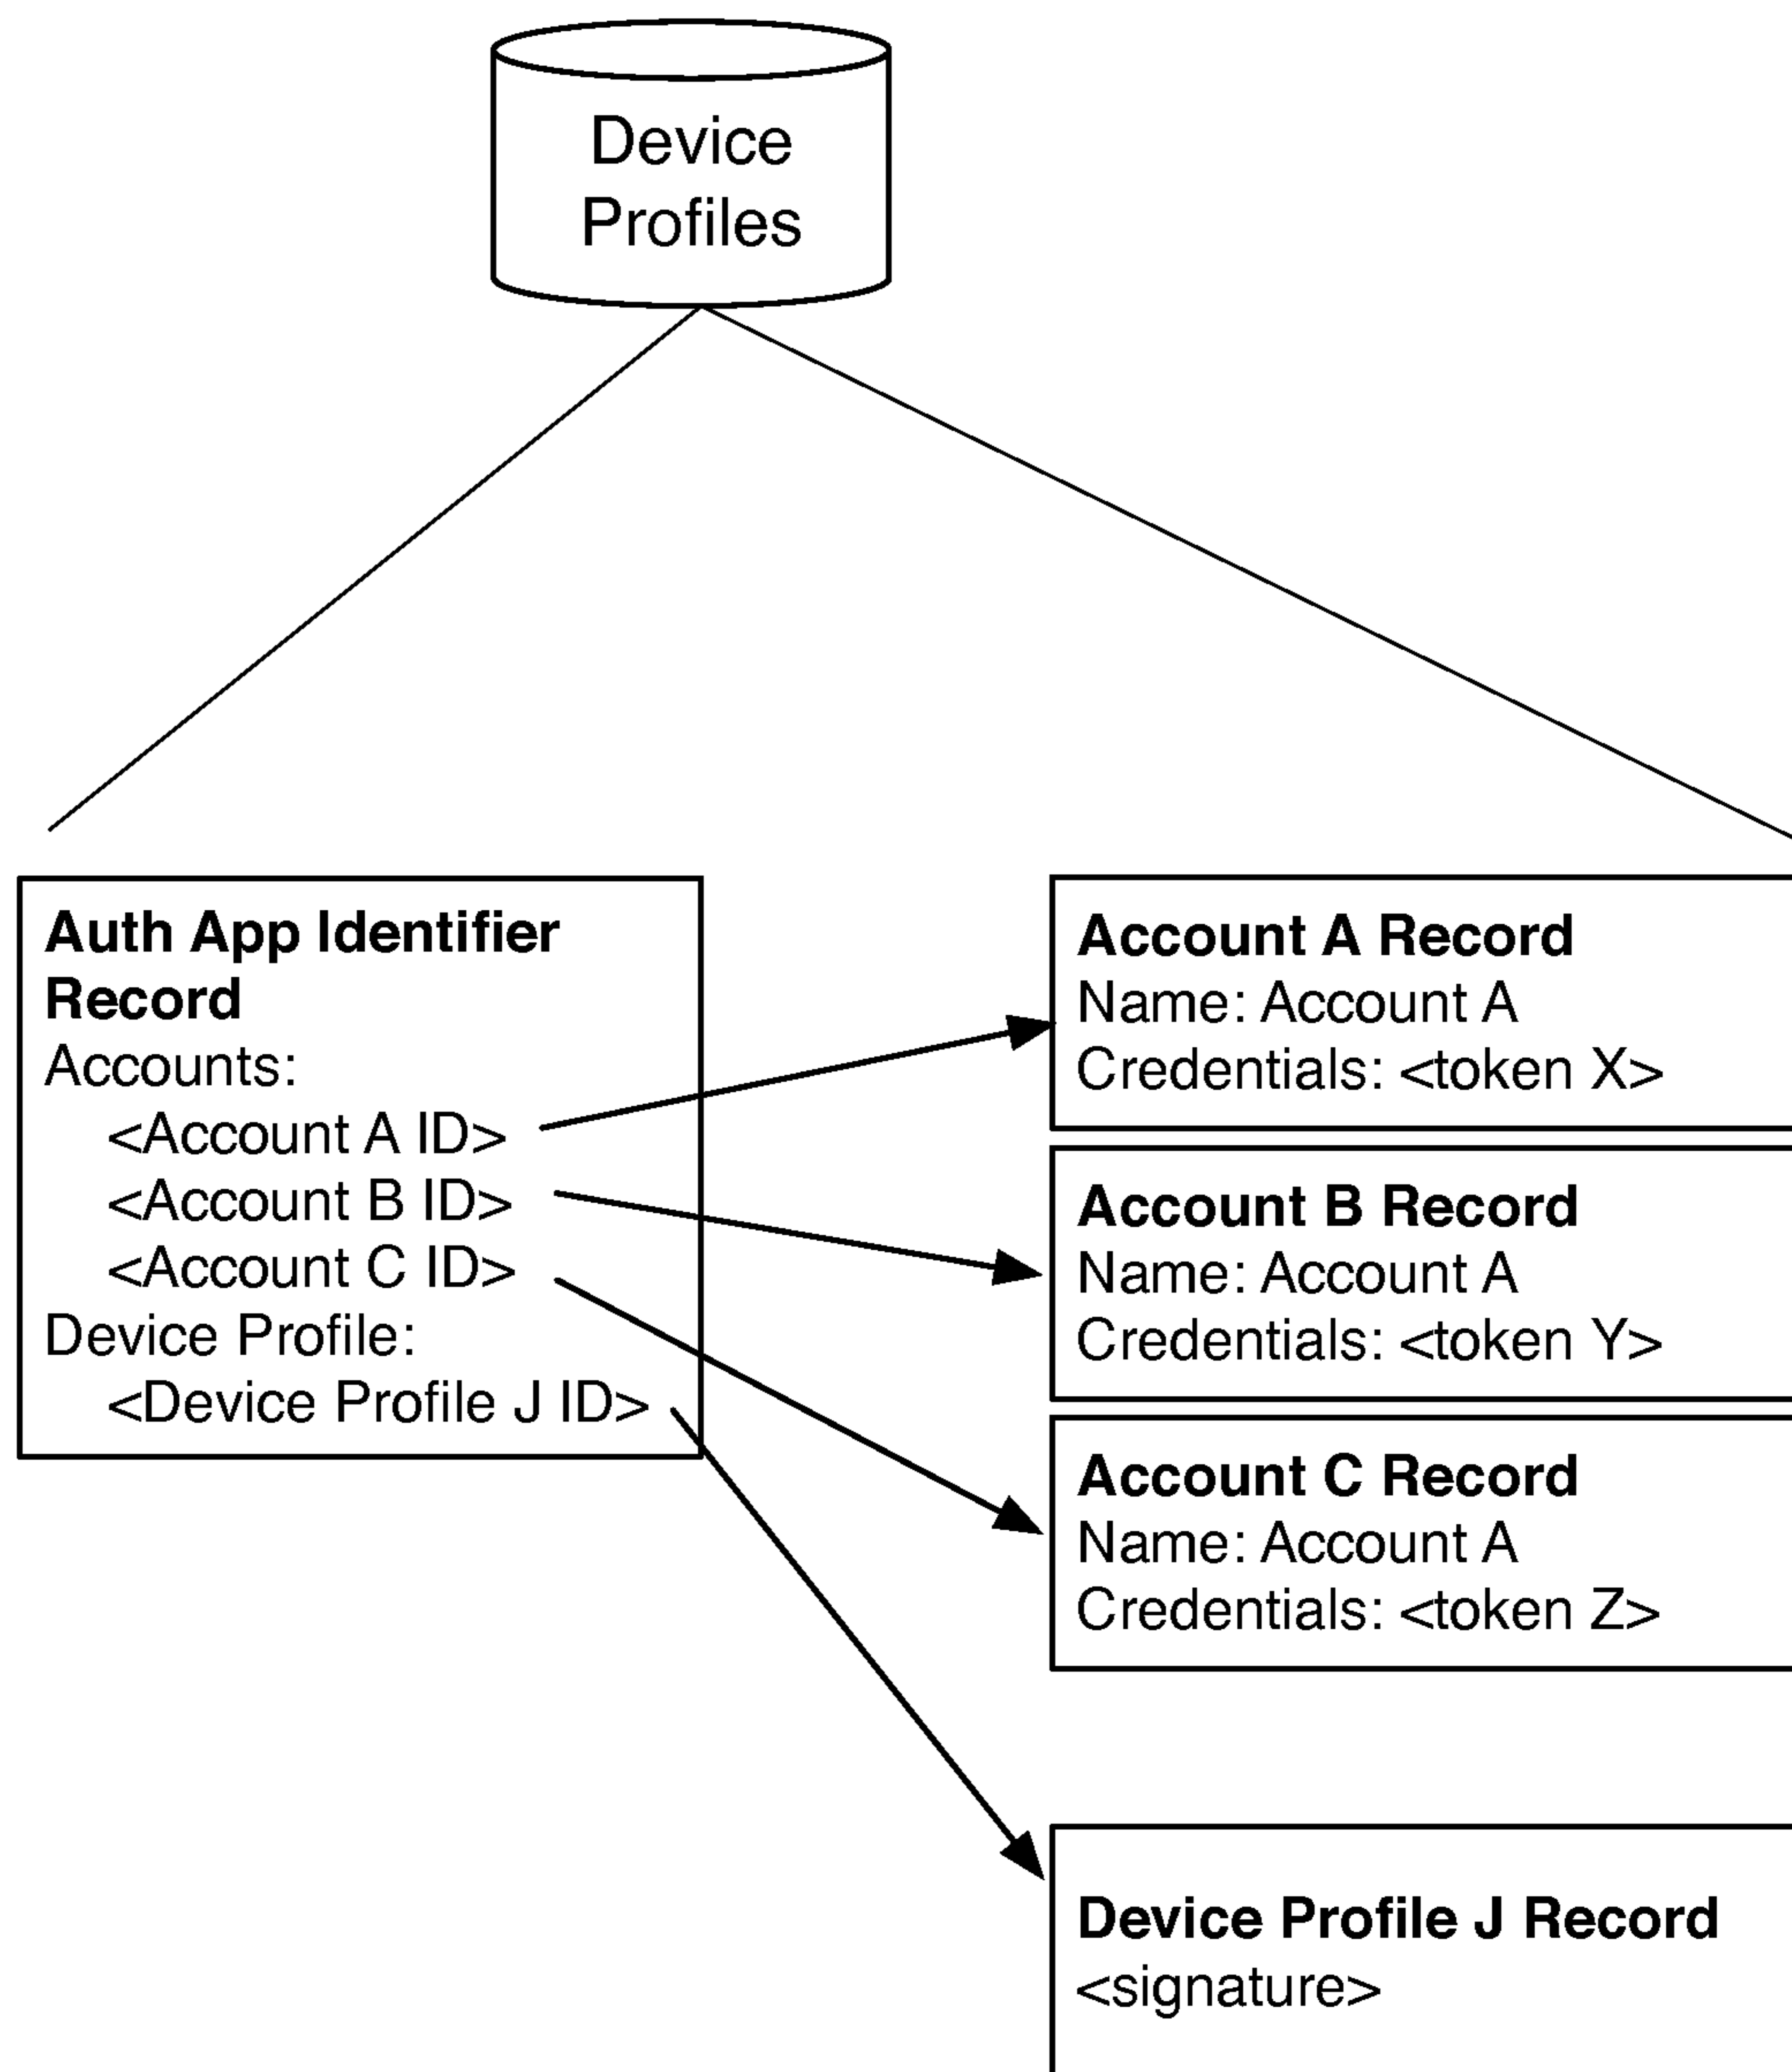 Device
Profiles
Auth App Identifier
Record
Accounts:
<Account A ID>
<Account B ID>
<Account C ID>
Device Profile:
<Device Profile J ID>
Account A Record
Name: Account A
Credentials: <token X>
Account B Record
Name: Account A
Credentials: <token Y>
Account C Record
Name: Account A
Credentials: <token Z>
Device Profile J Record
<signature>